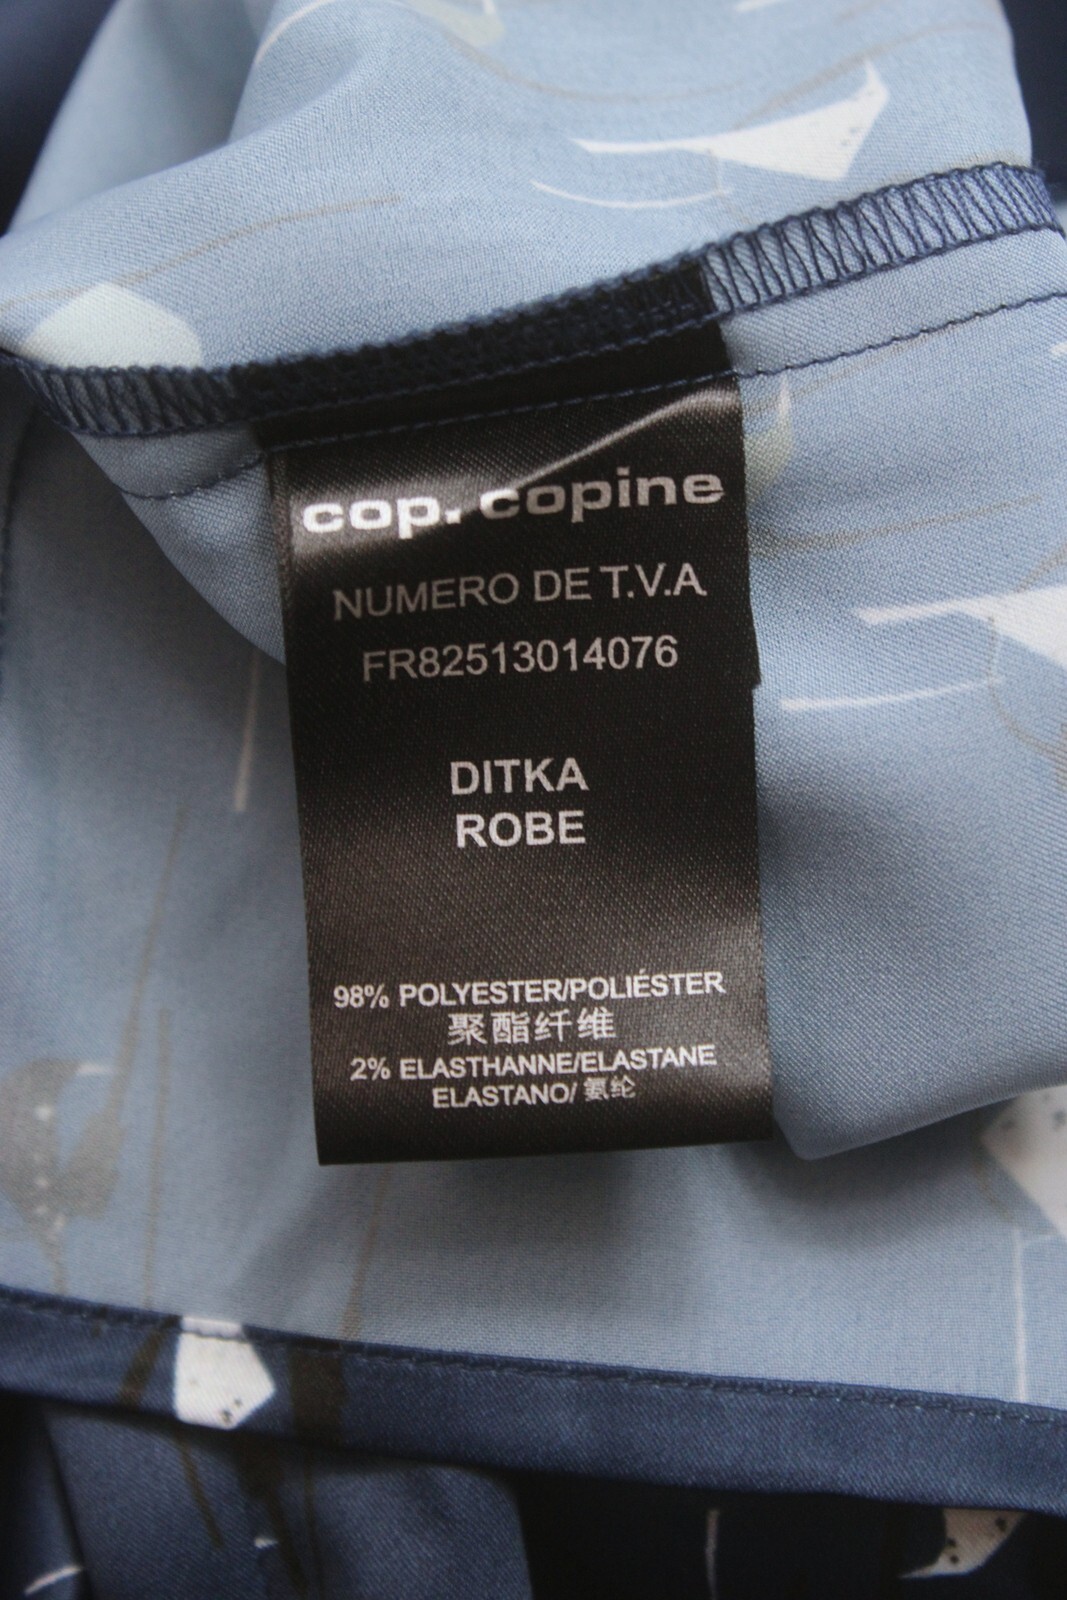 cop. copine
NUMERO DE T.V.A
FR82513014076
DITKA
ROBE
98% POLYESTER/POLIÉSTER
聚酯纤维
2% ELASTHANNE/ELASTANE
ELASTANO/ 氨纶